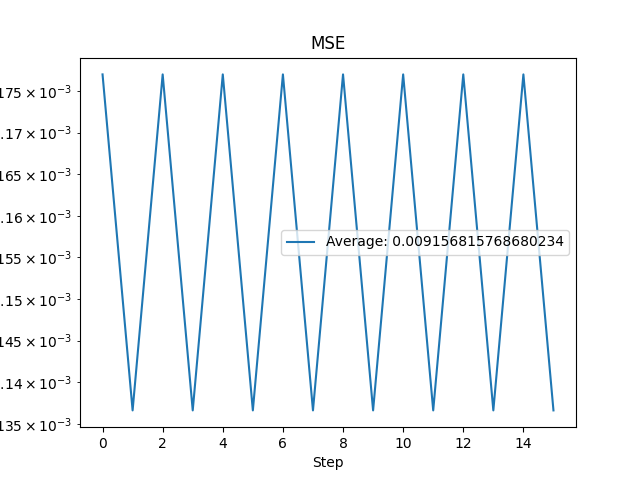 MSE
175 × 10⁻³
.17 × 10⁻³
165 × 10⁻³
.16 × 10⁻³
155 × 10⁻³
.15 × 10⁻³
145 × 10⁻³
.14 × 10⁻³
135 × 10⁻³
Average: 0.009156815768680234
0 2 4 6 8 10 12 14
Step